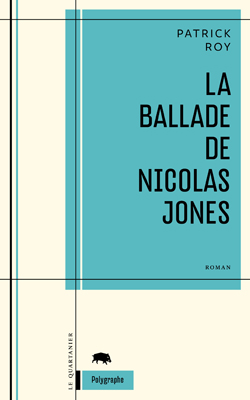 PATRICK
ROY
LA
BALLADE
DE
NICOLAS
JONES
ROMAN
LE QUARTANIER
Polygraphe